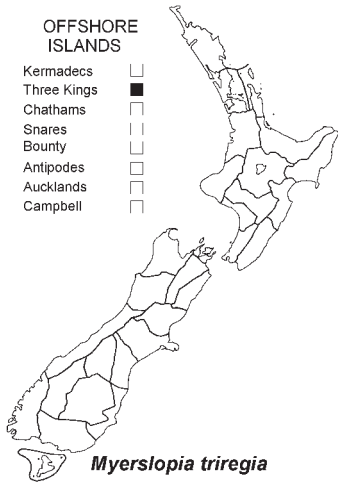 OFFSHORE
ISLANDS
Kermadecs
Three Kings
Chathams
Snares
Bounty
Antipodes
Aucklands
Campbell
Myerslopia triregia